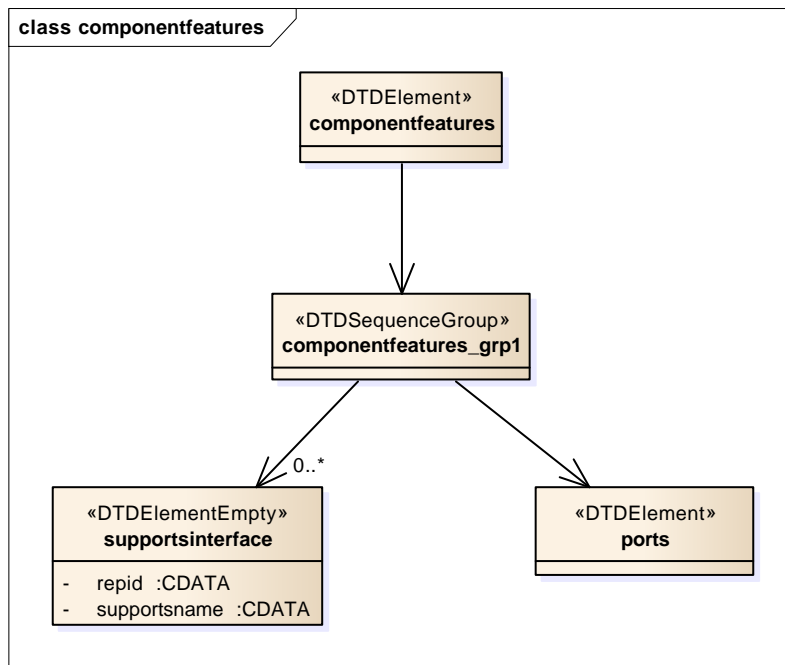 class componentfeatures
«DTDElement»
componentfeatures
«DTDSequenceGroup»
componentfeatures_grp1
0..*
«DTDElementEmpty»
supportsinterface
- repid :CDATA
- supportsname :CDATA
«DTDElement»
ports